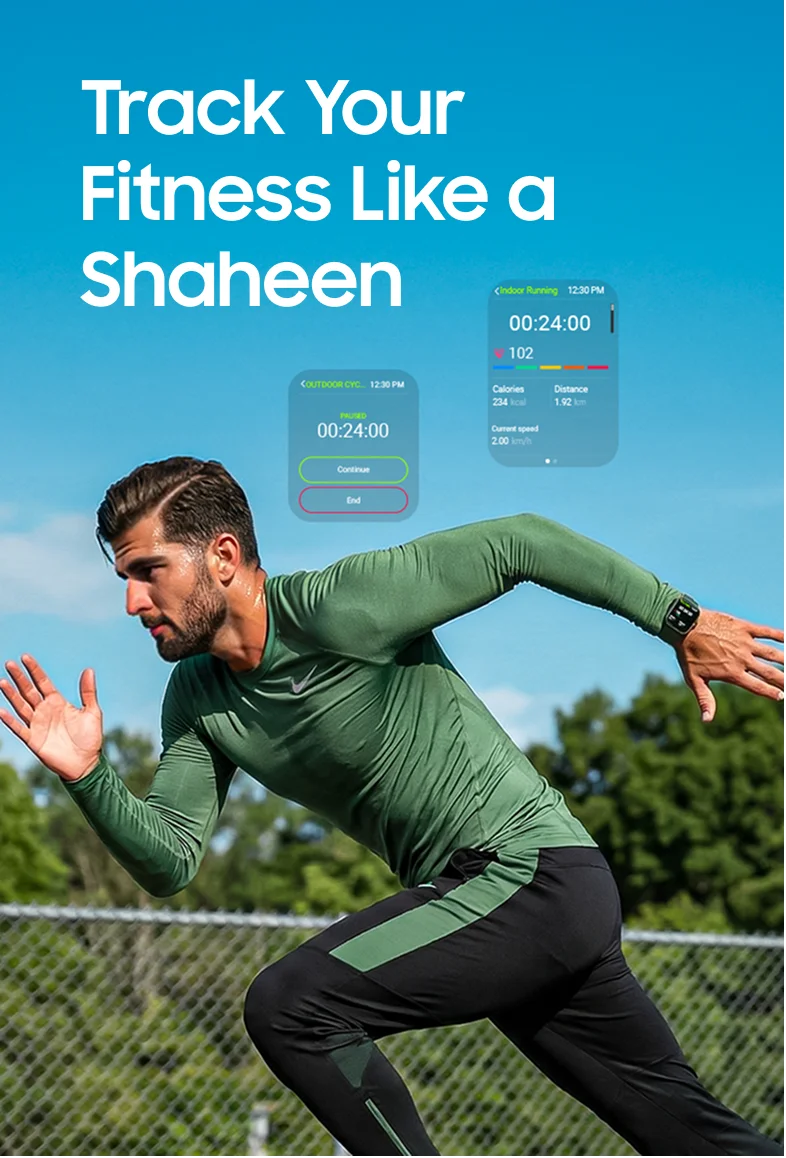 Track Your
Fitness Like a
Shaheen
Indoor Running 12:30 PM
00:24:00
102
Calories Distance
234 kcal 1.92 km
Current speed
2.00 km/h
OUTDOOR CYC... 12:30 PM
PAUSED
00:24:00
Continue
End